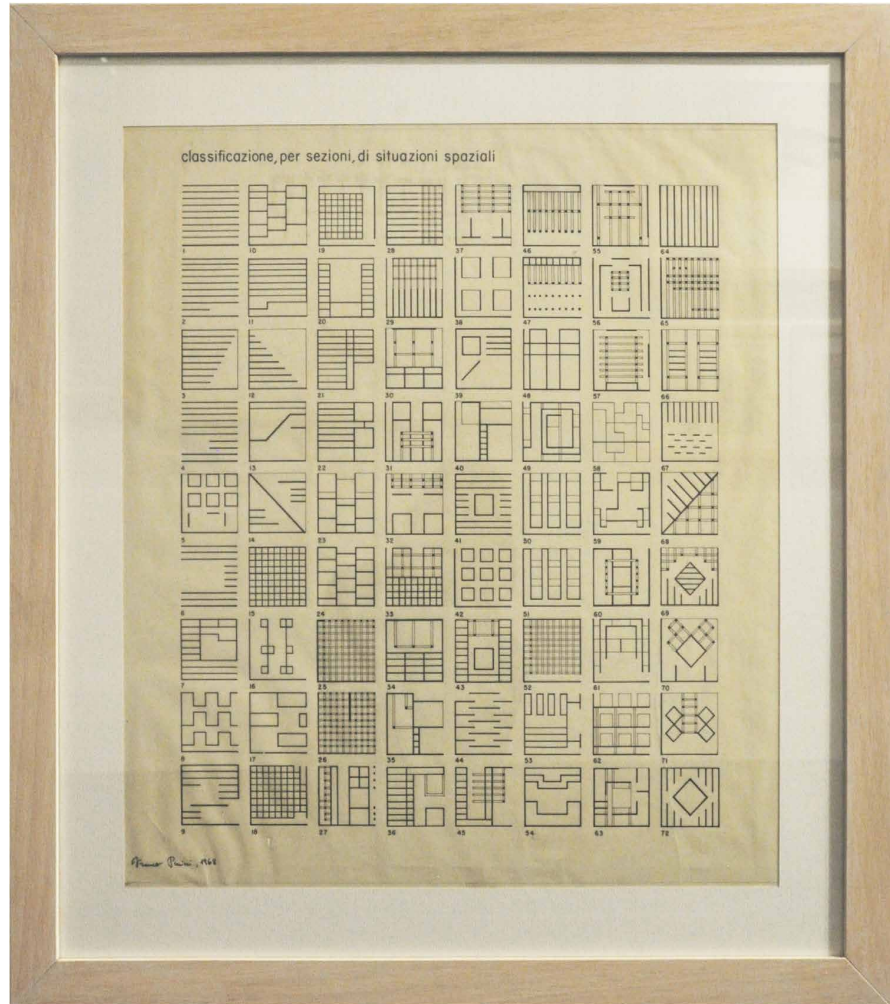 classificazione, per sezioni, di situazioni spaziali
1 10 19 28 37 46 55 64
2 11 20 29 38 47 56 65
3 12 21 30 39 48 57 66
4 13 22 31 40 49 58 67
5 14 23 32 41 50 59 68
6 15 24 33 42 51 60 69
7 16 25 34 43 52 61 70
8 17 26 35 44 53 62 71
9 18 27 36 45 54 63 72
Franco Purini, 1968